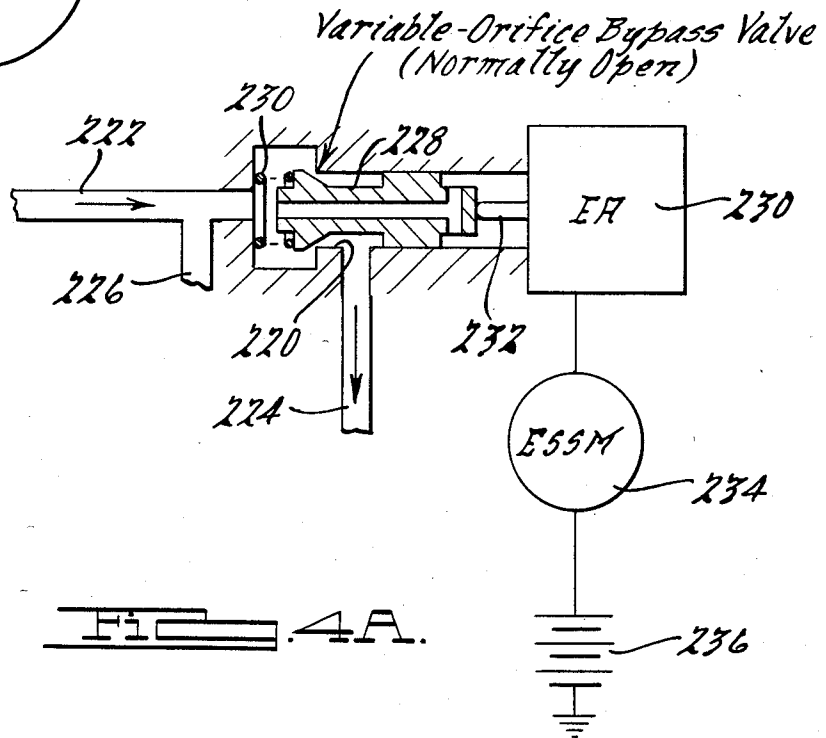 Variable-Orifice Bypass Valve
(Normally Open)
230
222
228
EA
230
226
220
232
224
ESSM
234
236
Fig. 4A.